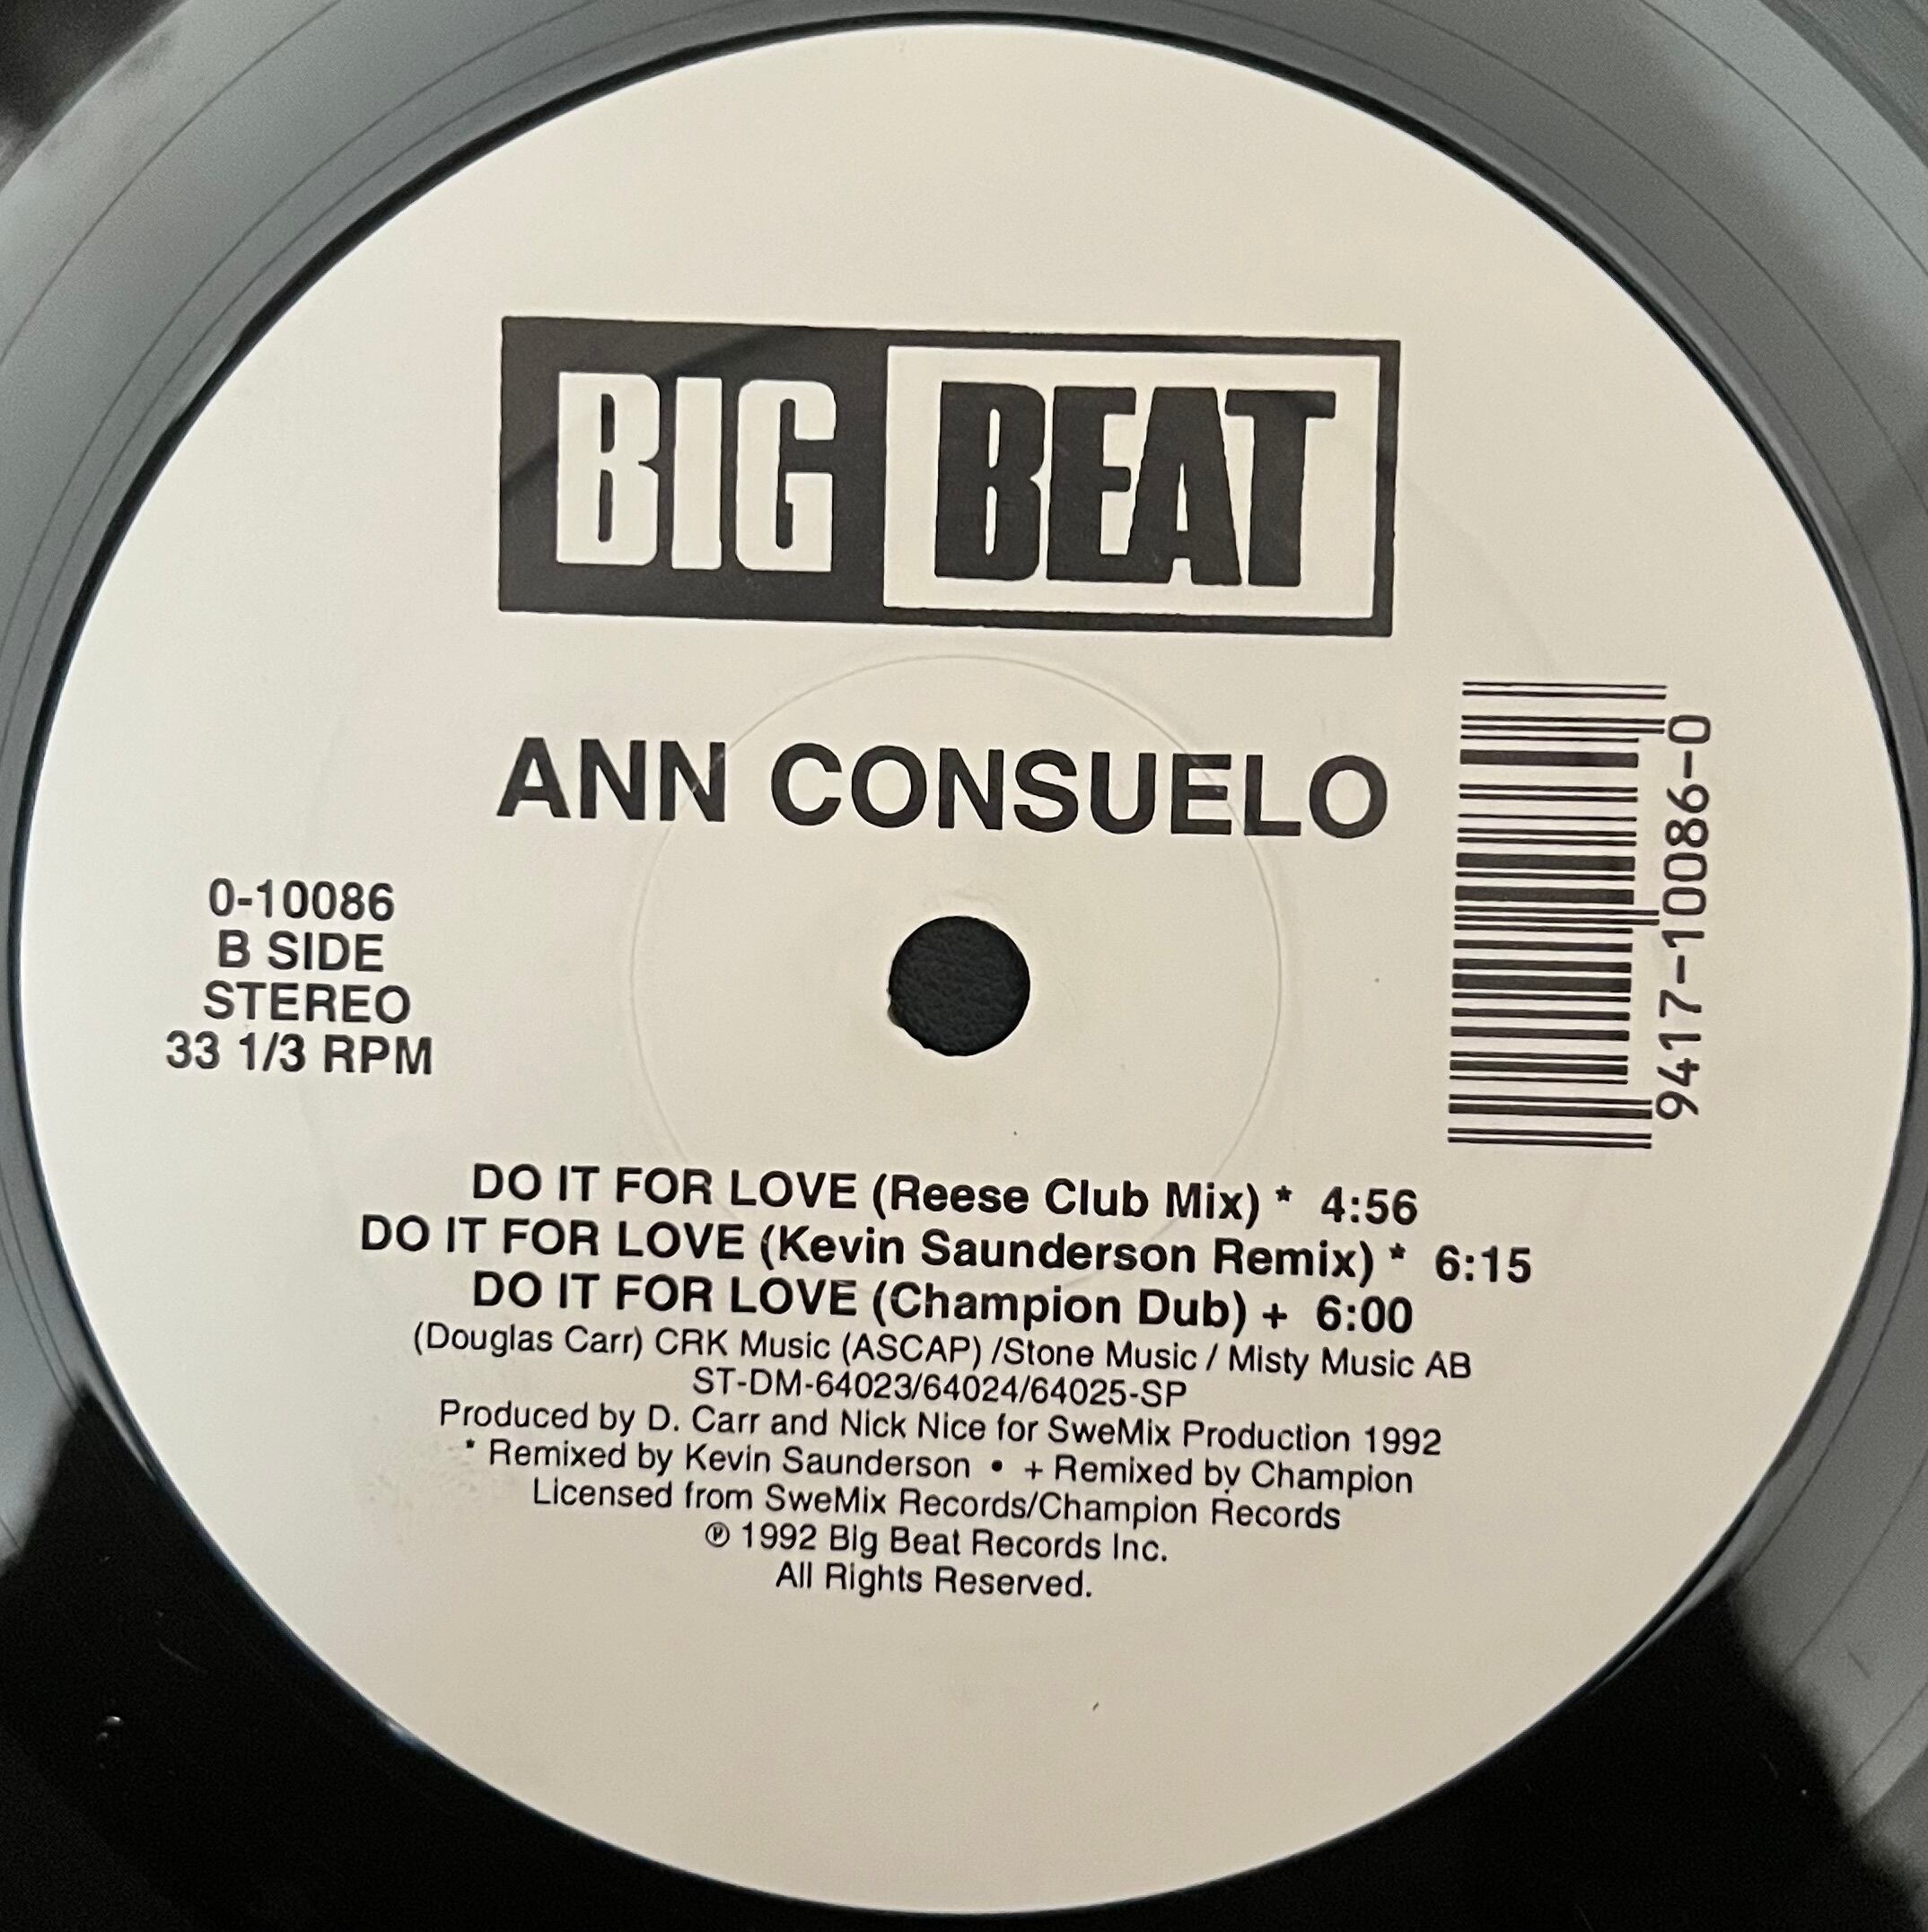 BIG BEAT
ANN CONSUELO
0-10086
B SIDE
STEREO
33 1/3 RPM
9417-10086-0
DO IT FOR LOVE (Reese Club Mix) * 4:56
DO IT FOR LOVE (Kevin Saunderson Remix) * 6:15
DO IT FOR LOVE (Champion Dub) + 6:00
(Douglas Carr) CRK Music (ASCAP) /Stone Music / Misty Music AB
ST-DM-64023/64024/64025-SP
Produced by D. Carr and Nick Nice for SweMix Production 1992
* Remixed by Kevin Saunderson • + Remixed by Champion
Licensed from SweMix Records/Champion Records
℗ 1992 Big Beat Records Inc.
All Rights Reserved.